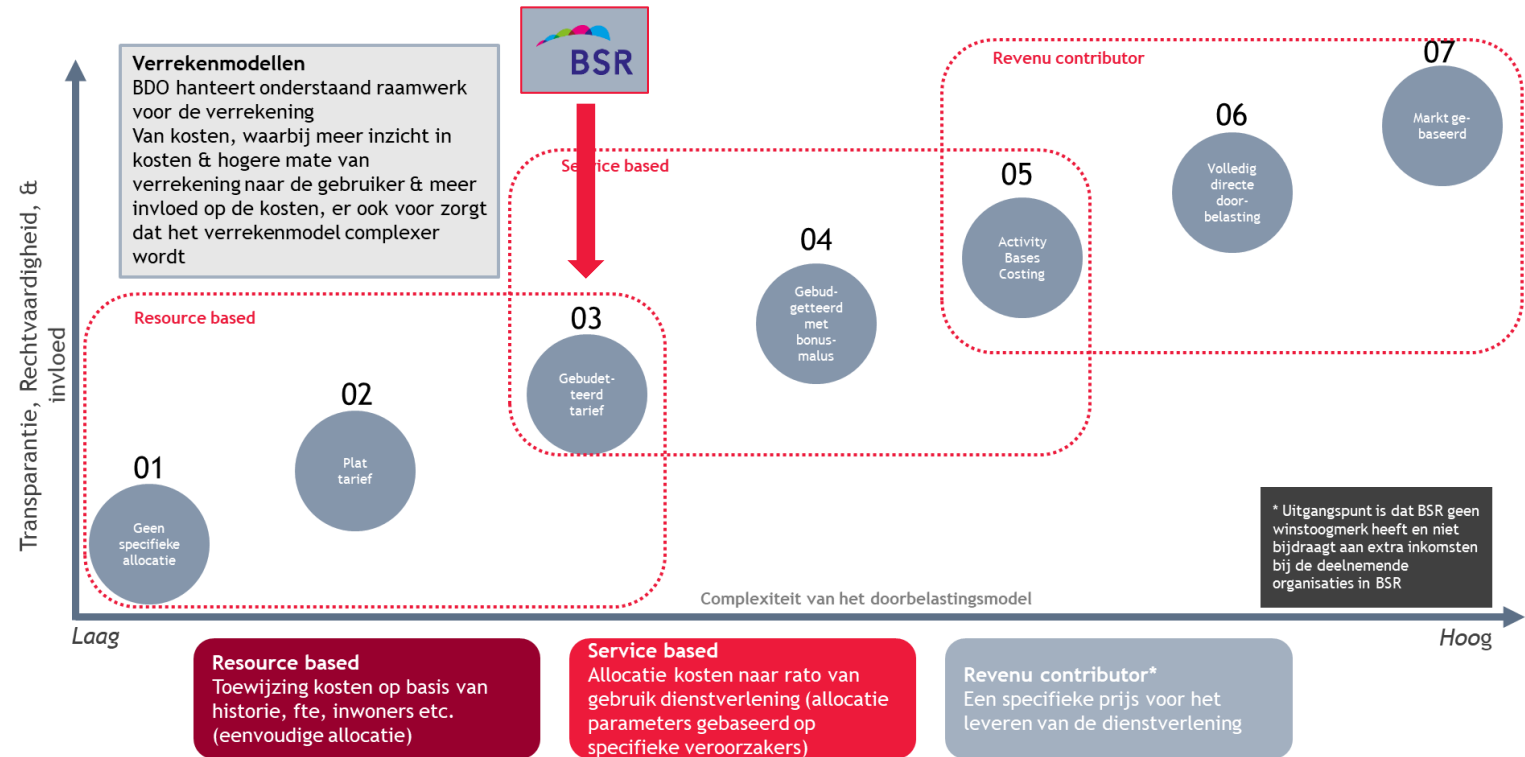 BSR
Verrekenmodellen
BDO hanteert onderstaand raamwerk
voor de verrekening
Van kosten, waarbij meer inzicht in
kosten & hogere mate van
verrekening naar de gebruiker & meer
invloed op de kosten, er ook voor zorgt
dat het verrekenmodel complexer
wordt
Transparantie, Rechtvaardigheid, &
invloed
Resource based
Service based
Revenu contributor
01
Geen
specifieke
allocatie
02
Plat
tarief
03
Gebudet-
teerd
tarief
04
Gebud-
getteerd
met
bonus-
malus
05
Activity
Bases
Costing
06
Volledig
directe
door-
belasting
07
Markt ge-
baseerd
* Uitgangspunt is dat BSR geen
winstoogmerk heeft en niet
bijdraagt aan extra inkomsten
bij de deelnemende
organisaties in BSR
Complexiteit van het doorbelastingsmodel
Laag
Hoog
Resource based
Toewijzing kosten op basis van
historie, fte, inwoners etc.
(eenvoudige allocatie)
Service based
Allocatie kosten naar rato van
gebruik dienstverlening (allocatie
parameters gebaseerd op
specifieke veroorzakers)
Revenu contributor*
Een specifieke prijs voor het
leveren van de dienstverlening